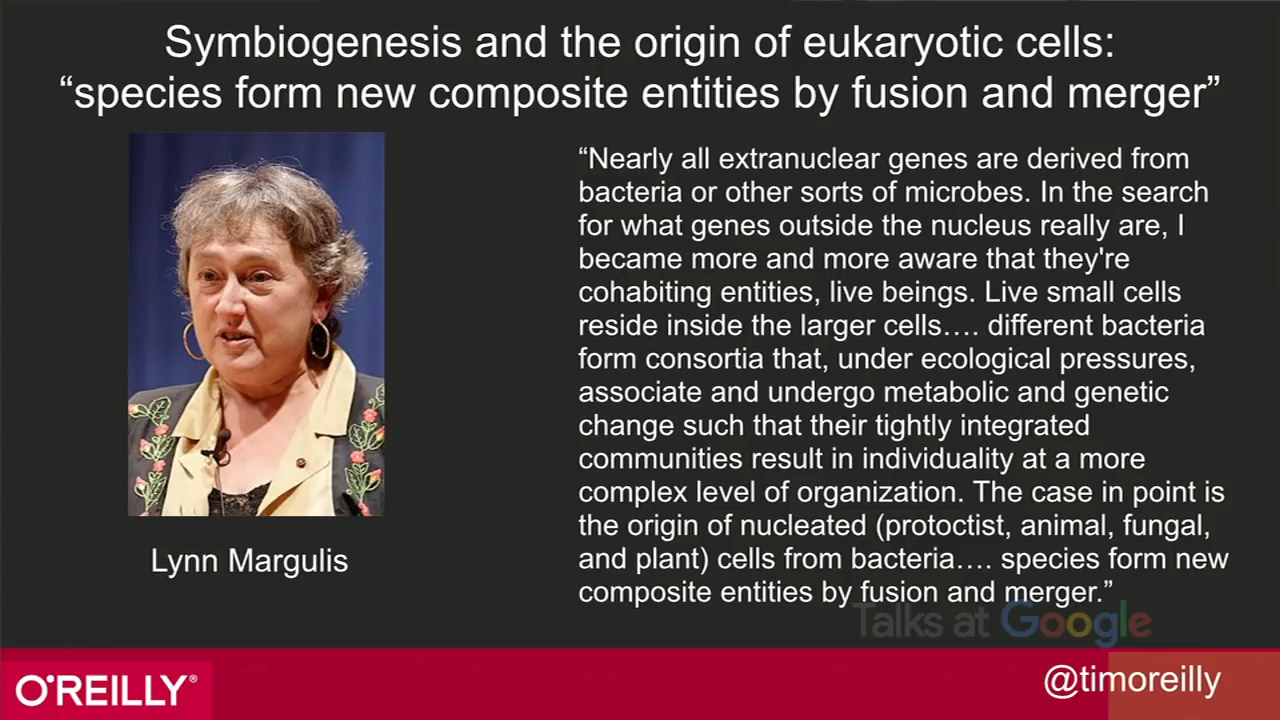 Symbiogenesis and the origin of eukaryotic cells:
“species form new composite entities by fusion and merger”
“Nearly all extranuclear genes are derived from
bacteria or other sorts of microbes. In the search
for what genes outside the nucleus really are, I
became more and more aware that they're
cohabiting entities, live beings. Live small cells
reside inside the larger cells…. different bacteria
form consortia that, under ecological pressures,
associate and undergo metabolic and genetic
change such that their tightly integrated
communities result in individuality at a more
complex level of organization. The case in point is
the origin of nucleated (protoctist, animal, fungal,
and plant) cells from bacteria…. species form new
composite entities by fusion and merger.”
Lynn Margulis
Talks at Google
O'REILLY®
@timoreilly